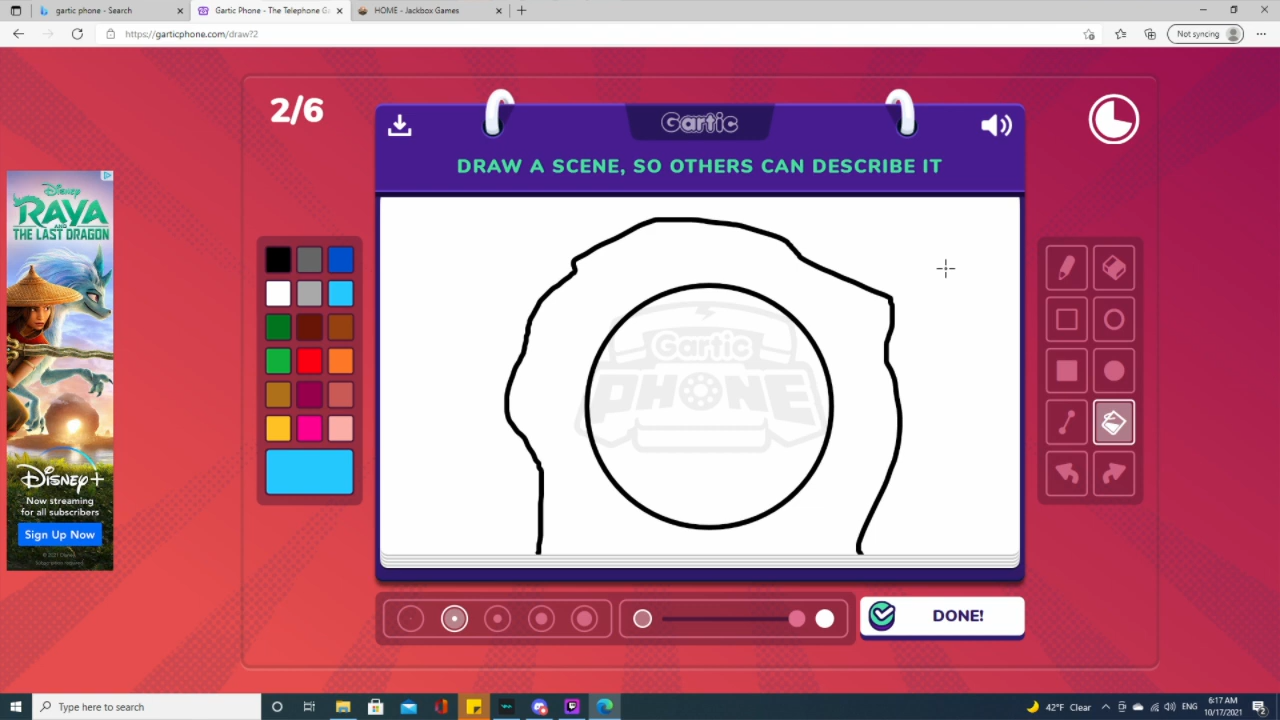 gartic phone - Search
Gartic Phone - The Telephone G
HOME - Jackbox Games
https://garticphone.com/draw?2
Not syncing
2/6
Gartic
DRAW A SCENE, SO OTHERS CAN DESCRIBE IT
Disney
RAYA
AND
THE LAST DRAGON
Gartic
PHONE
Disney+
Now streaming
for all subscribers
Sign Up Now
© 2021 Disney
DONE!
Type here to search
42°F Clear
ENG
6:17 AM
10/17/2021
2